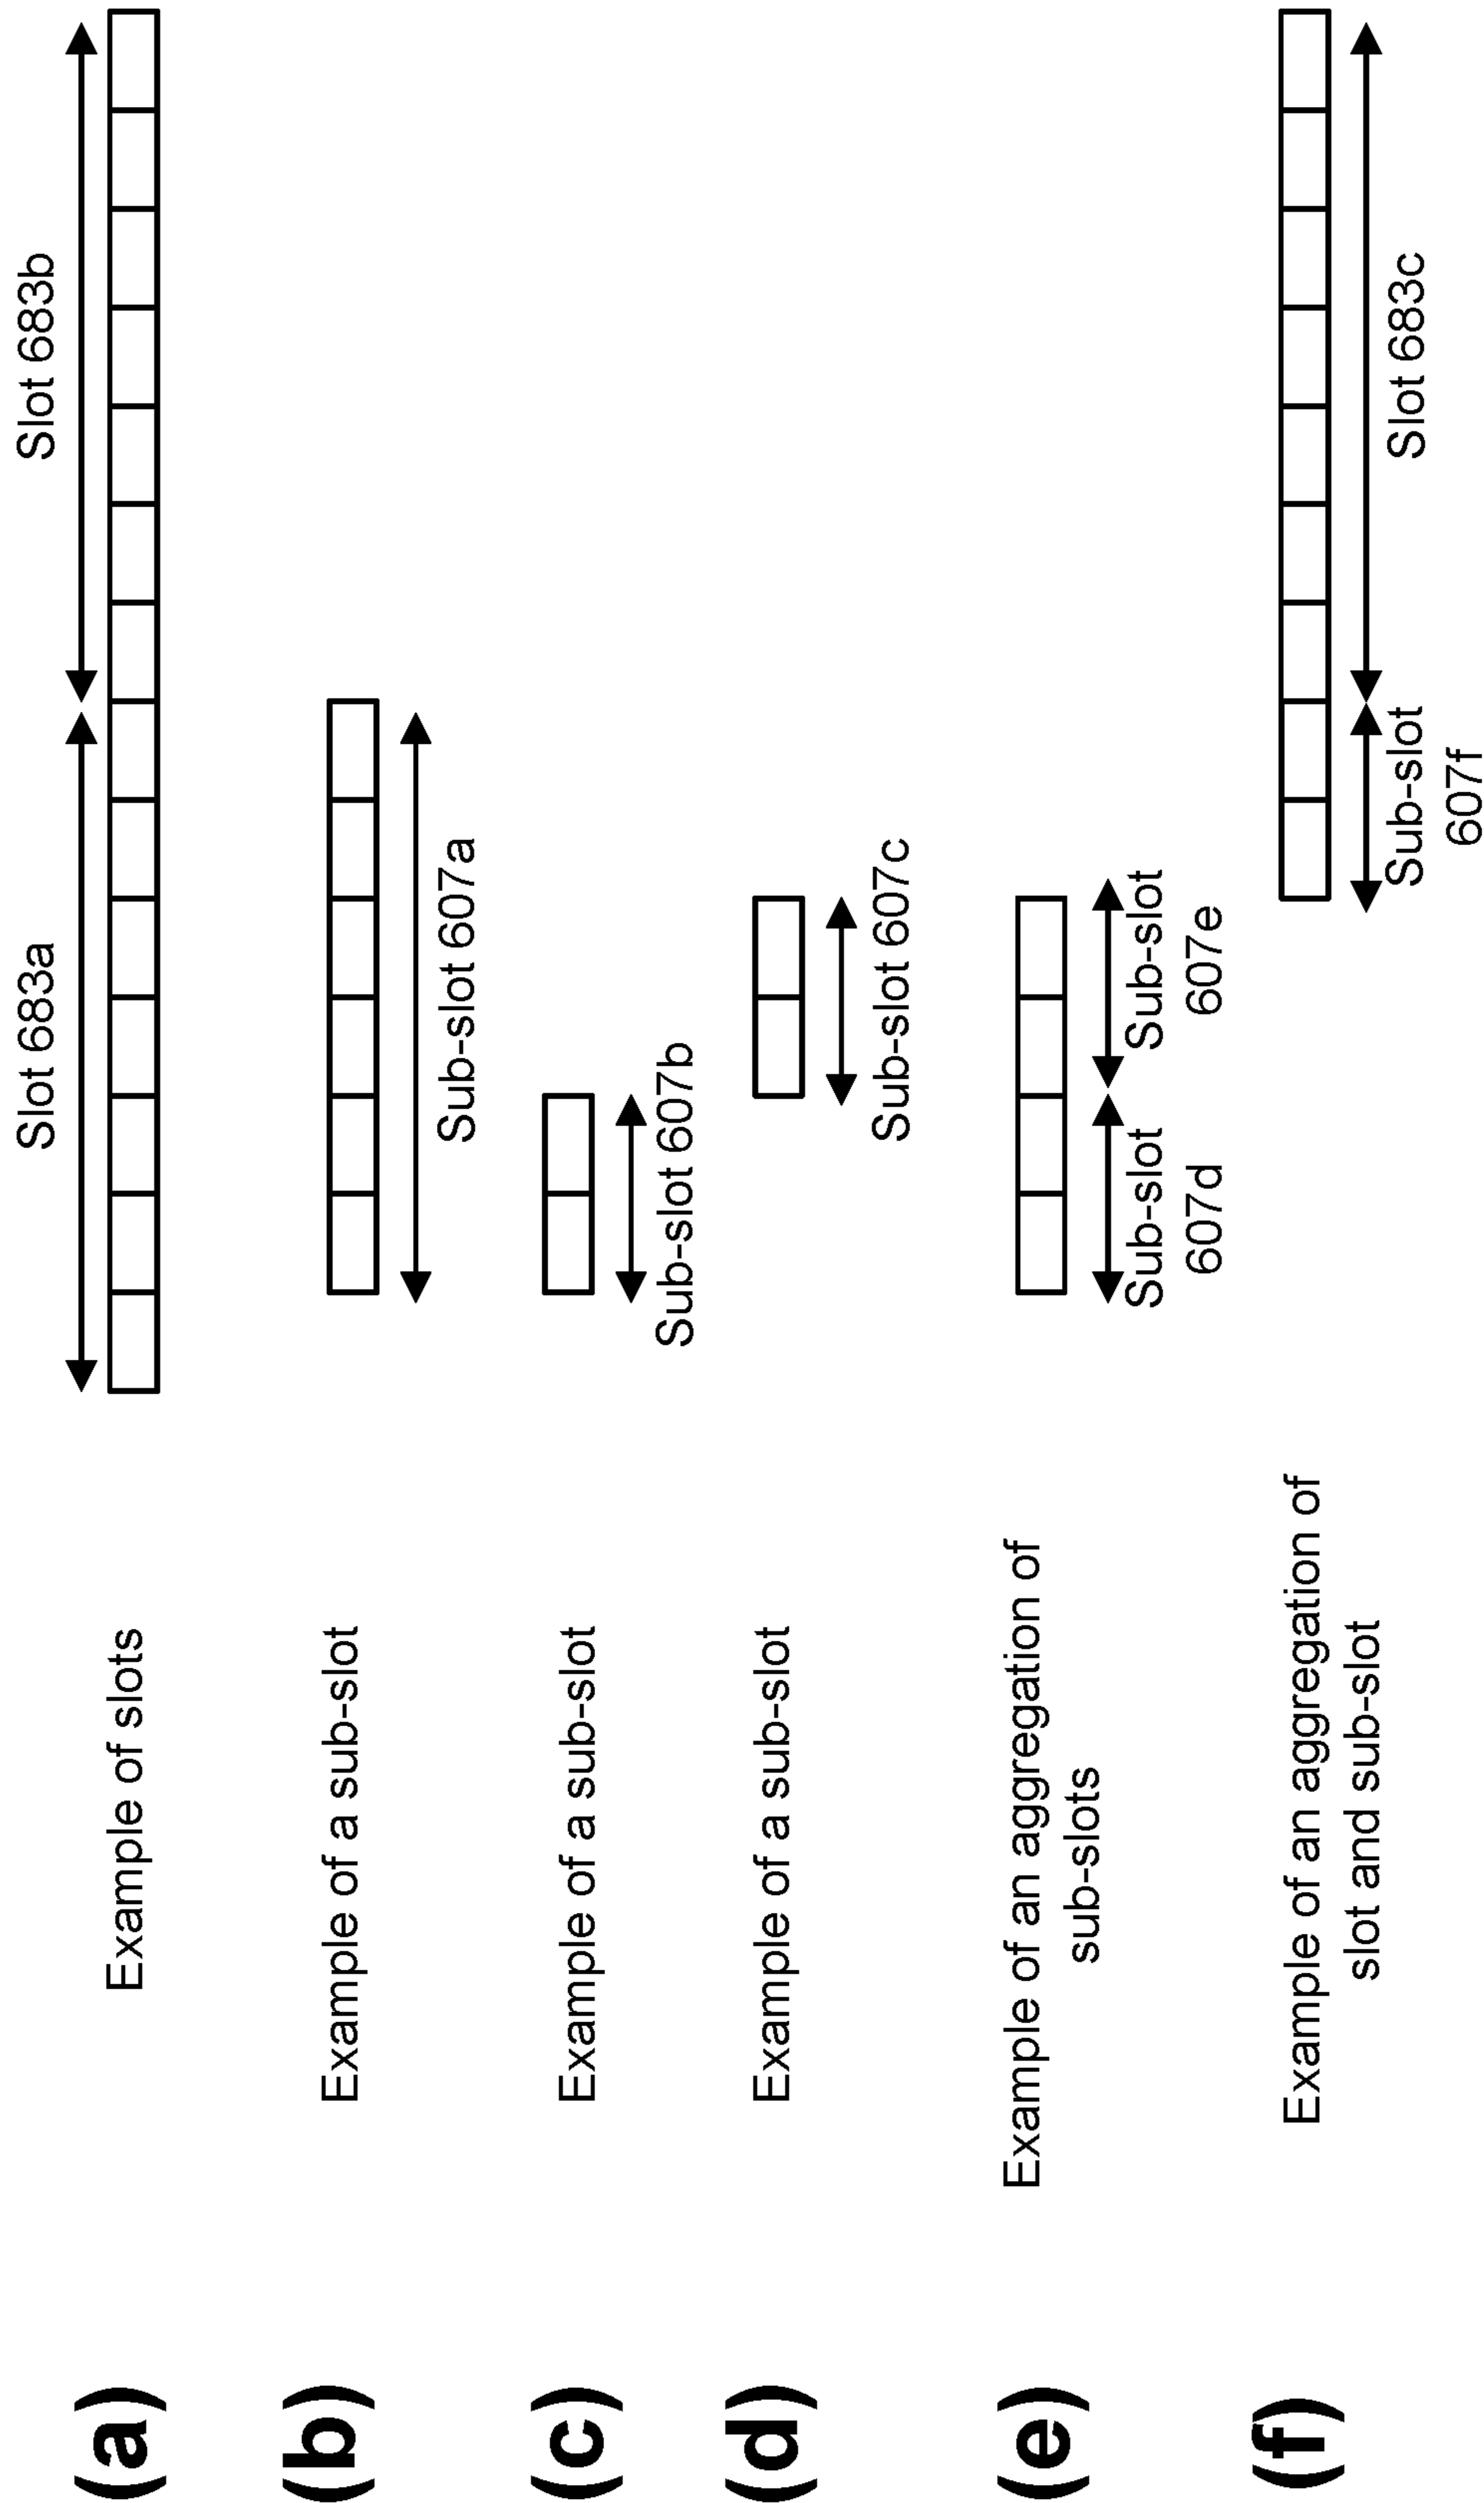 (a)
Example of slots
Slot 683a
Slot 683b
(b)
Example of a sub-slot
Sub-slot 607a
(c)
Example of a sub-slot
Sub-slot 607b
(d)
Example of a sub-slot
Sub-slot 607c
(e)
Example of an aggregation of
sub-slots
Sub-slot
607d
Sub-slot
607e
(f)
Example of an aggregation of
slot and sub-slot
Sub-slot
607f
Slot 683c